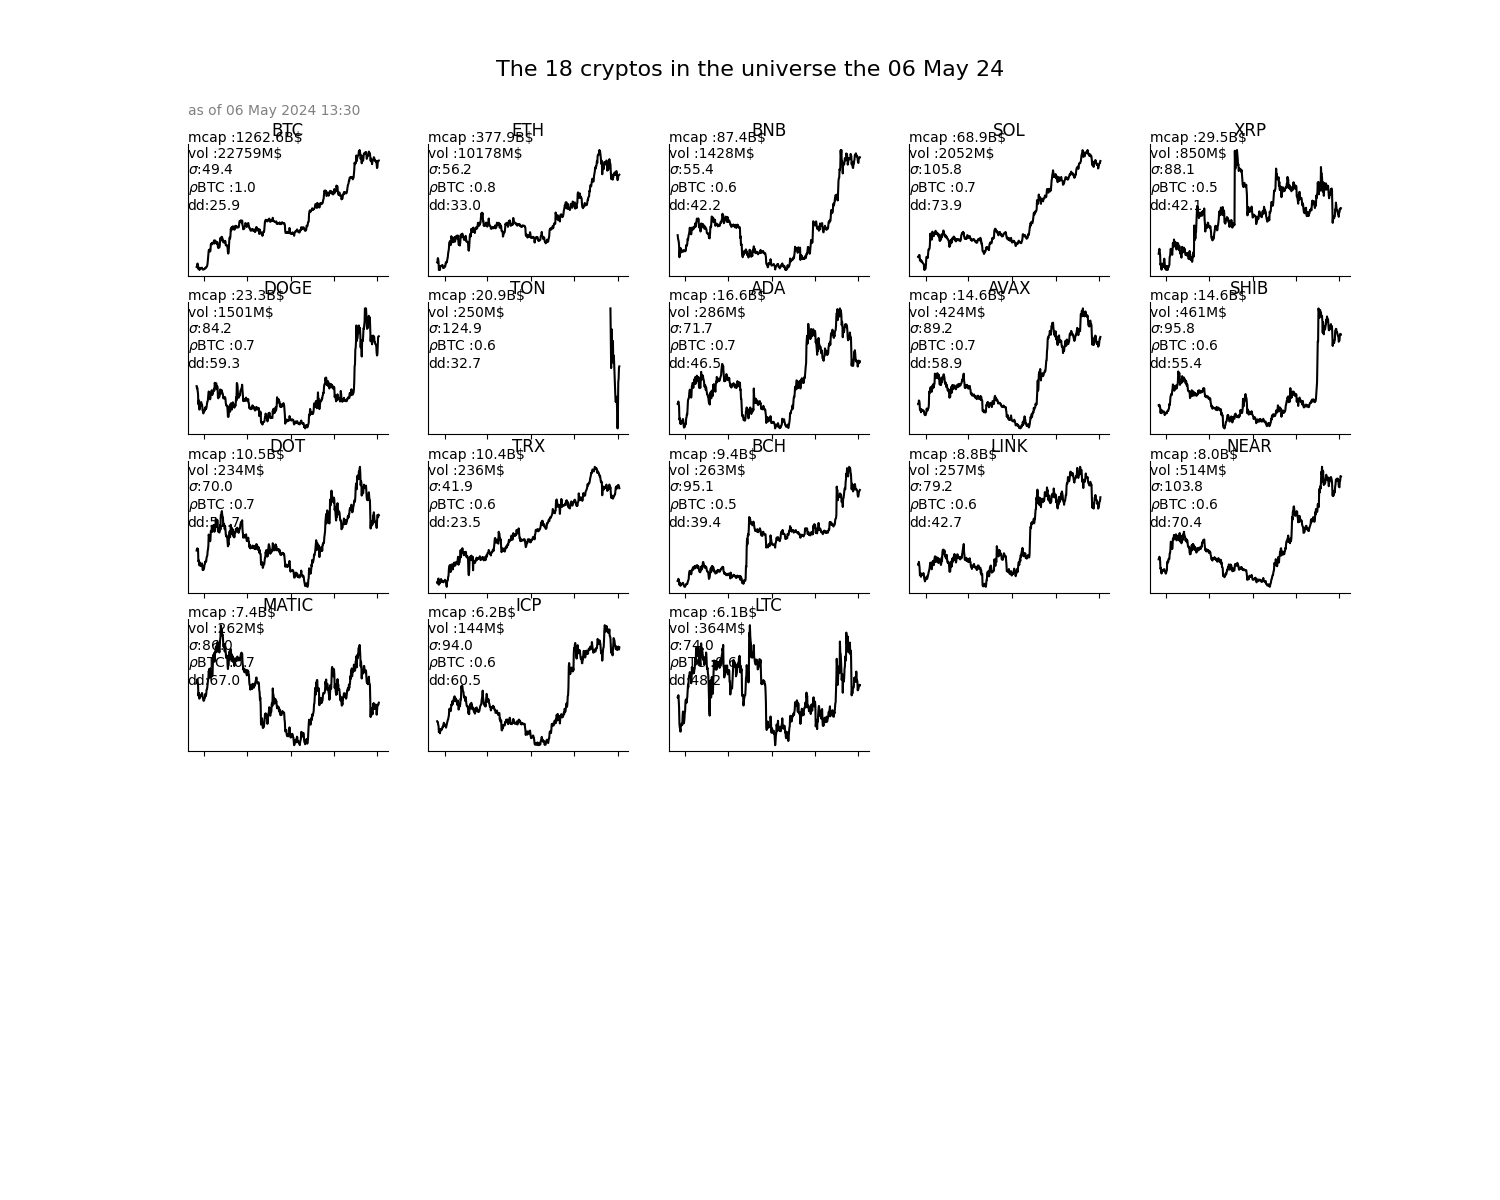 The 18 cryptos in the universe the 06 May 24
as of 06 May 2024 13:30
BTC
mcap :1262.6B$
vol :22759M$
σ:49.4
ρBTC :1.0
dd:25.9
ETH
mcap :377.9B$
vol :10178M$
σ:56.2
ρBTC :0.8
dd:33.0
BNB
mcap :87.4B$
vol :1428M$
σ:55.4
ρBTC :0.6
dd:42.2
SOL
mcap :68.9B$
vol :2052M$
σ:105.8
ρBTC :0.7
dd:73.9
XRP
mcap :29.5B$
vol :850M$
σ:88.1
ρBTC :0.5
dd:42.1
DOGE
mcap :23.3B$
vol :1501M$
σ:84.2
ρBTC :0.7
dd:59.3
TON
mcap :20.9B$
vol :250M$
σ:124.9
ρBTC :0.6
dd:32.7
ADA
mcap :16.6B$
vol :286M$
σ:71.7
ρBTC :0.7
dd:46.5
AVAX
mcap :14.6B$
vol :424M$
σ:89.2
ρBTC :0.7
dd:58.9
SHIB
mcap :14.6B$
vol :461M$
σ:95.8
ρBTC :0.6
dd:55.4
DOT
mcap :10.5B$
vol :234M$
σ:70.0
ρBTC :0.7
TRX
mcap :10.4B$
vol :236M$
σ:41.9
ρBTC :0.6
dd:23.5
BCH
mcap :9.4B$
vol :263M$
σ:95.1
ρBTC :0.5
dd:39.4
LINK
mcap :8.8B$
vol :257M$
σ:79.2
ρBTC :0.6
dd:42.7
NEAR
mcap :8.0B$
vol :514M$
σ:103.8
ρBTC :0.6
dd:70.4
MATIC
mcap :7.4B$
vol :262M$
σ:86.0
ρBTC :0.7
dd:67.0
ICP
mcap :6.2B$
vol :144M$
σ:94.0
ρBTC :0.6
dd:60.5
LTC
mcap :6.1B$
vol :364M$
σ:74.0
ρBTC :0.6
dd:48.2